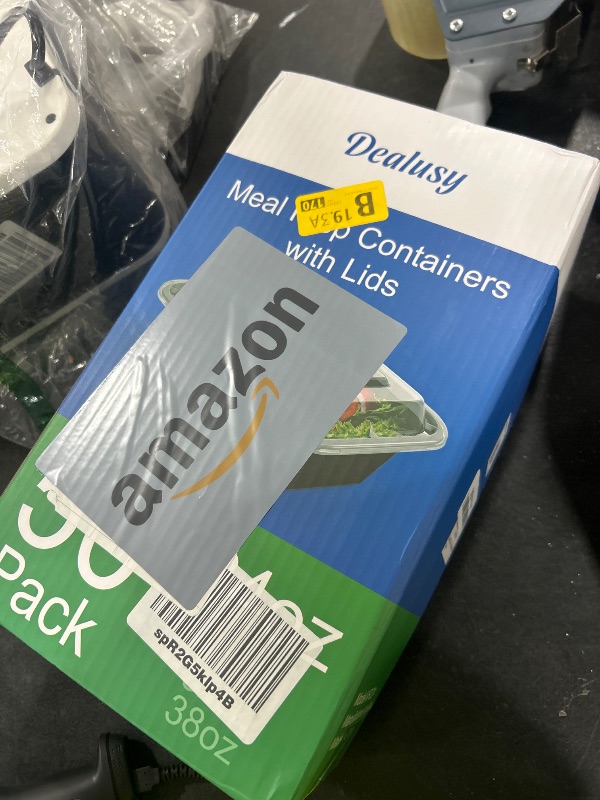 Dealusy
Meal Containers
with Lids
B
19.3A
170
amazon
Pack
spR2G5klp4B
38oz